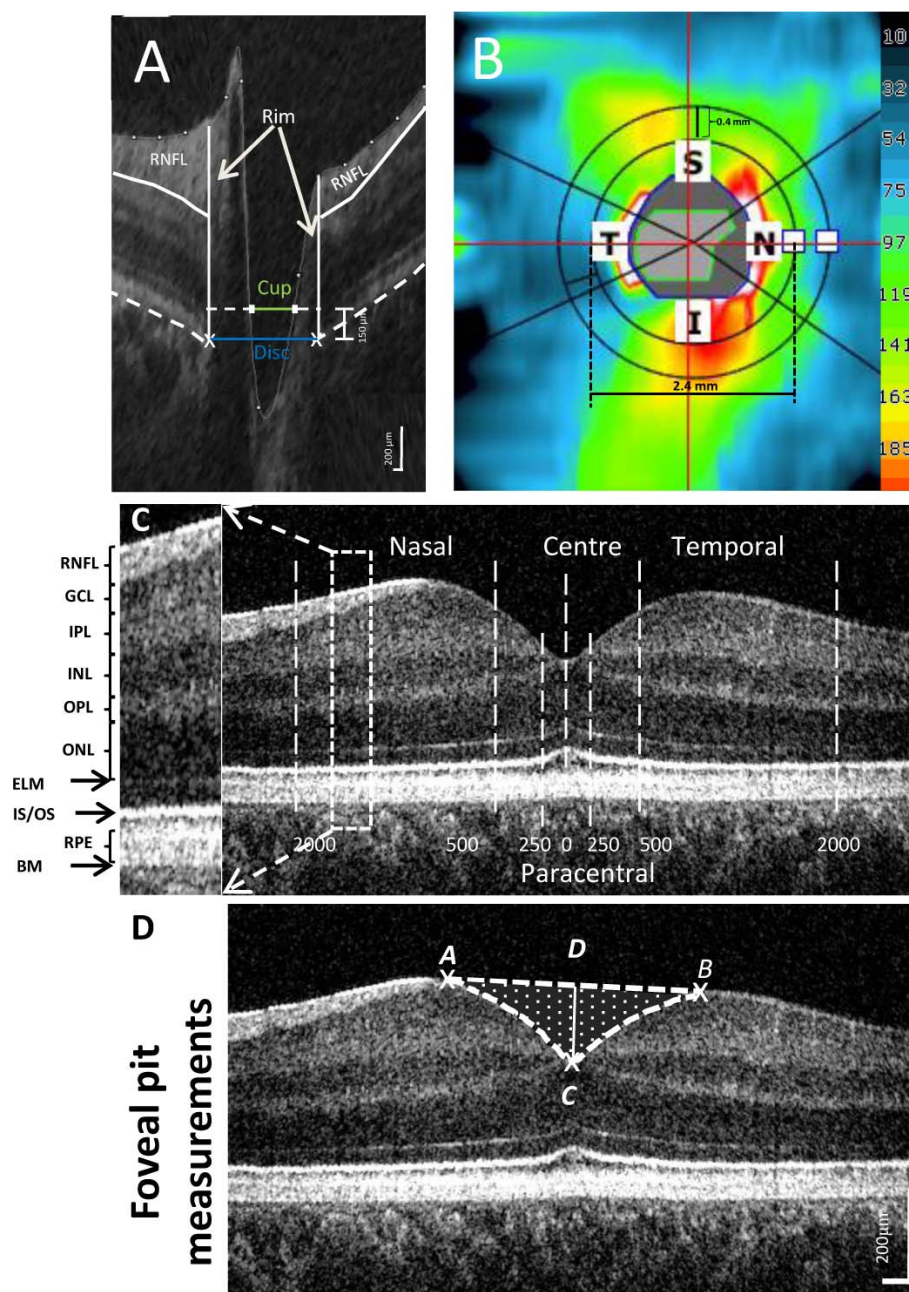 A
Rim
RNFL
RNFL
Cup
150 µm
Disc
200 µm
B
0.4 mm
S
T
N
I
2.4 mm
10
32
54
75
97
119
141
163
185
C
Nasal
Centre
Temporal
RNFL
GCL
IPL
INL
OPL
ONL
ELM
IS/OS
RPE
BM
2000
500
250
0
250
500
2000
Paracentral
D
Foveal pit
measurements
A
D
B
C
200µm